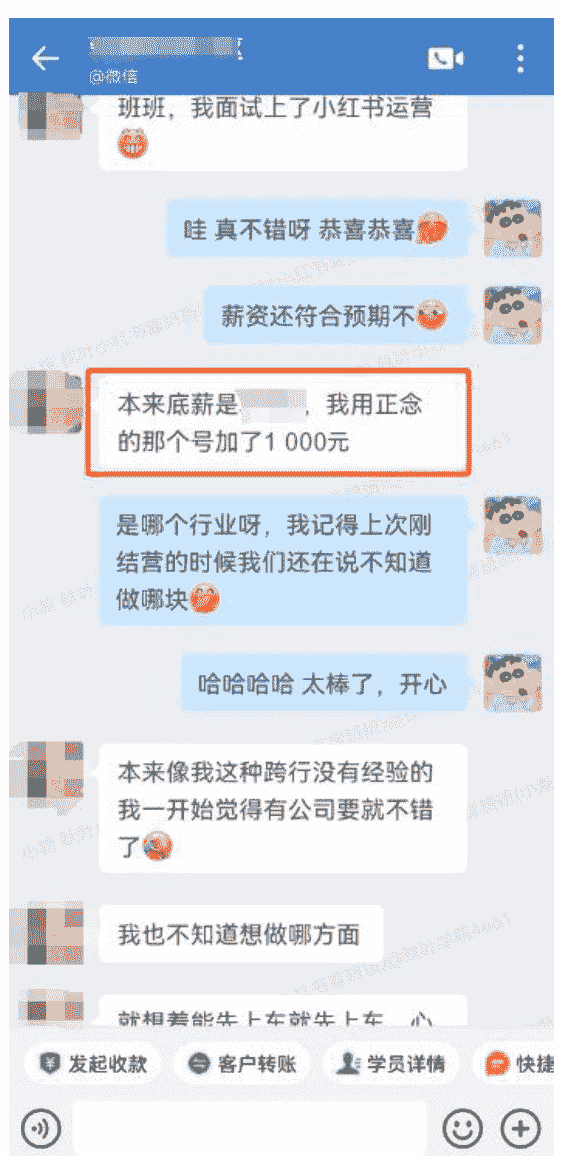 @微信
班班，我面试上了小红书运营
哇 真不错呀 恭喜恭喜
薪资还符合预期不
本来底薪是
，我用正念
的那个号加了1 000元
是哪个行业呀，我记得上次刚
结营的时候我们还在说不知道
做哪块
哈哈哈哈 太棒了，开心
本来像我这种跨行没有经验的
我一开始觉得有公司要就不错
了
我也不知道想做哪方面
就想着能先上车就先上车，心
发起收款
客户转账
学员详情
快捷